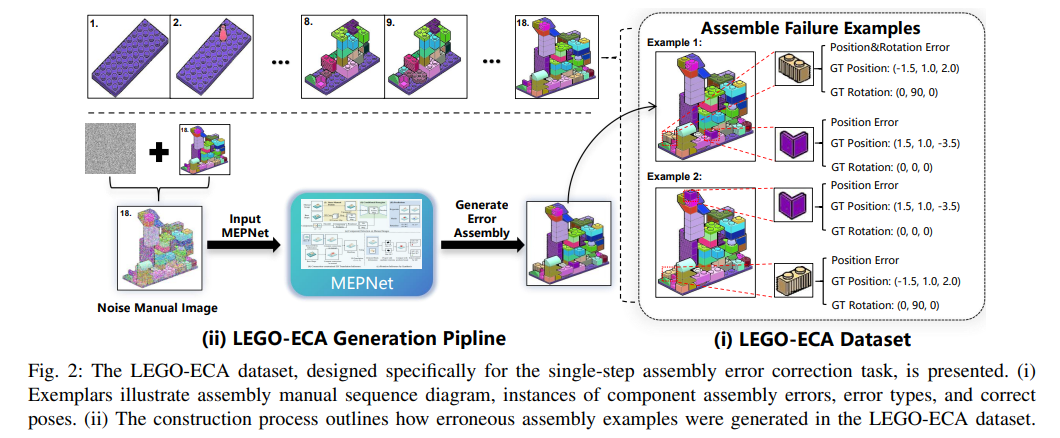 1.
2.
•••
8.
9.
•••
18.
Assemble Failure Examples
Example 1:
Position&Rotation Error
GT Position: (-1.5, 1.0, 2.0)
GT Rotation: (0, 90, 0)
Position Error
GT Position: (1.5, 1.0, -3.5)
GT Rotation: (0, 0, 0)
Example 2:
Position Error
GT Position: (1.5, 1.0, -3.5)
GT Rotation: (0, 0, 0)
Position Error
GT Position: (-1.5, 1.0, 2.0)
GT Rotation: (0, 90, 0)
18.
18.
Input
MEPNet
MEPNet
Generate
Error
Assembly
Noise Manual Image
(ii) LEGO-ECA Generation Pipline
(i) LEGO-ECA Dataset
Fig. 2: The LEGO-ECA dataset, designed specifically for the single-step assembly error correction task, is presented. (i)
Exemplars illustrate assembly manual sequence diagram, instances of component assembly errors, error types, and correct
poses. (ii) The construction process outlines how erroneous assembly examples were generated in the LEGO-ECA dataset.